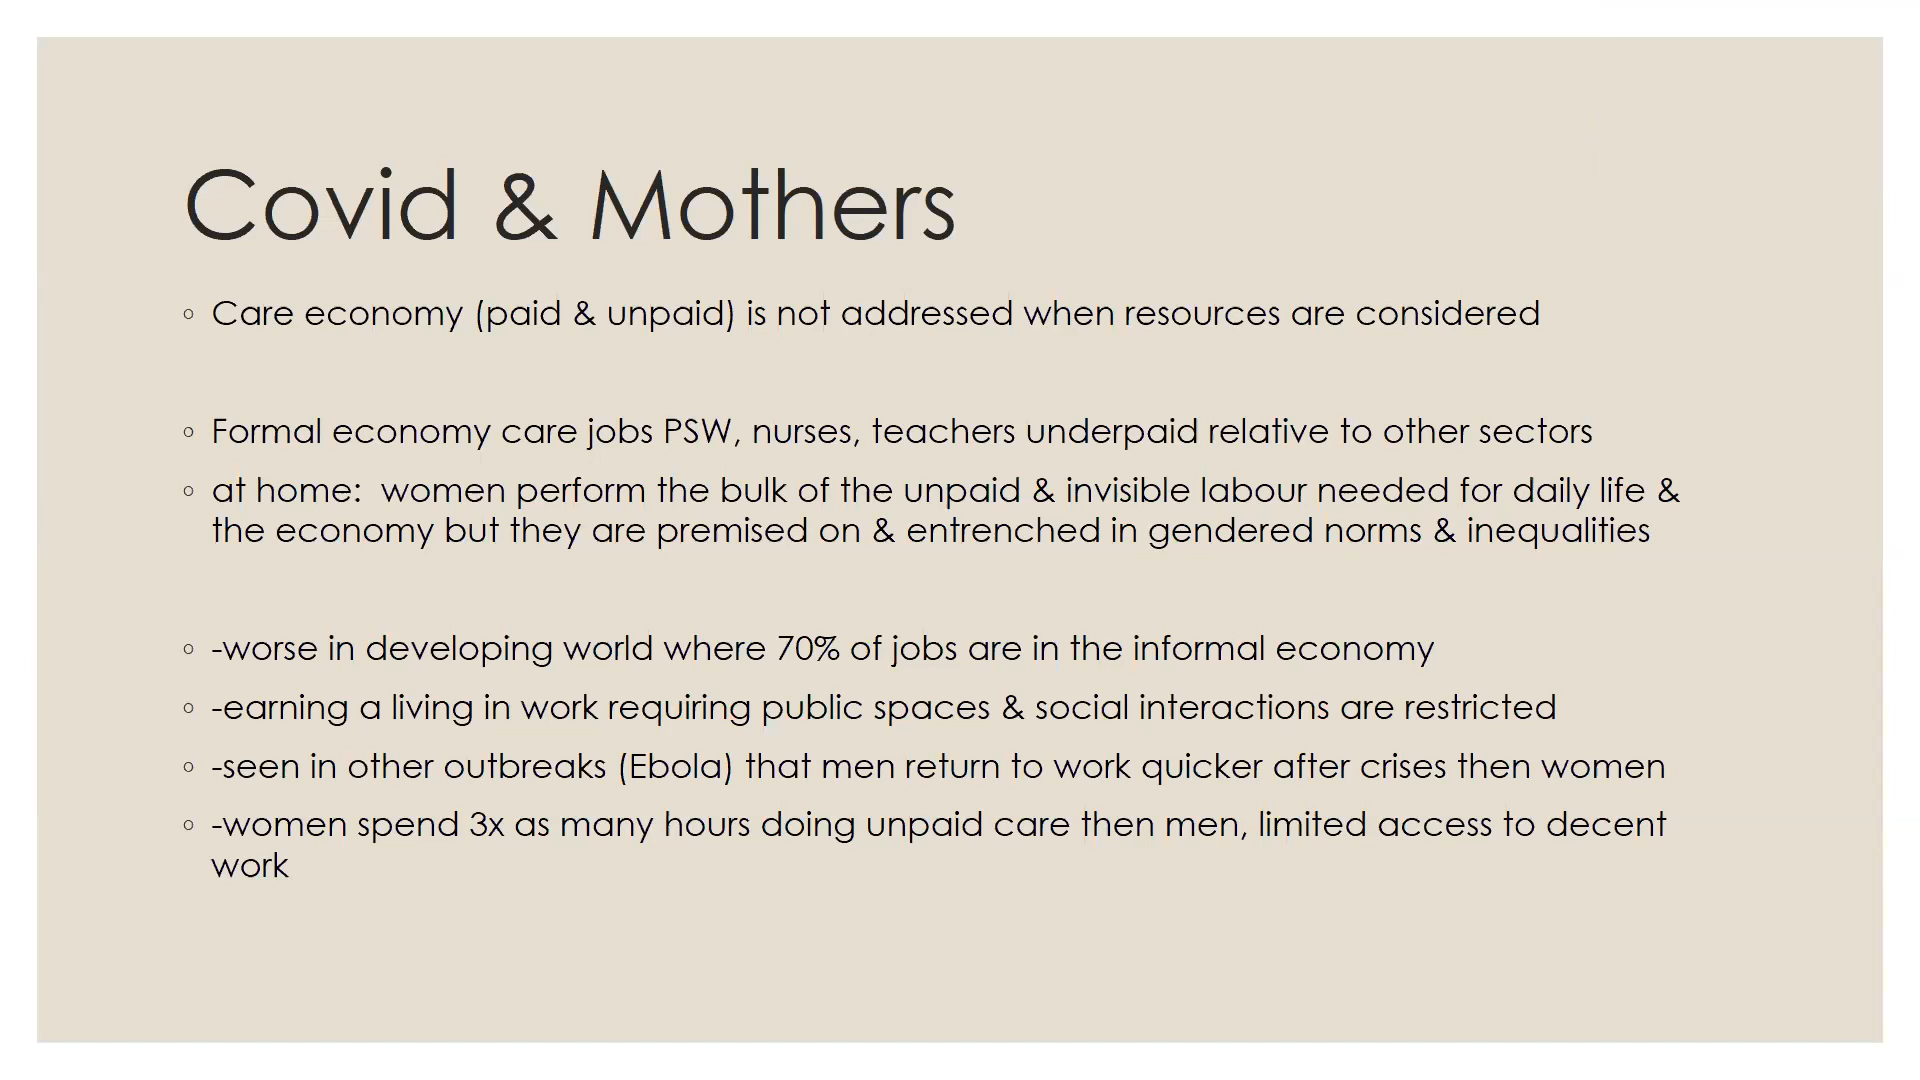 Covid & Mothers
◦ Care economy (paid & unpaid) is not addressed when resources are considered
◦ Formal economy care jobs PSW, nurses, teachers underpaid relative to other sectors
◦ at home:  women perform the bulk of the unpaid & invisible labour needed for daily life &
the economy but they are premised on & entrenched in gendered norms & inequalities
◦ -worse in developing world where 70% of jobs are in the informal economy
◦ -earning a living in work requiring public spaces & social interactions are restricted
◦ -seen in other outbreaks (Ebola) that men return to work quicker after crises then women
◦ -women spend 3x as many hours doing unpaid care then men, limited access to decent
work